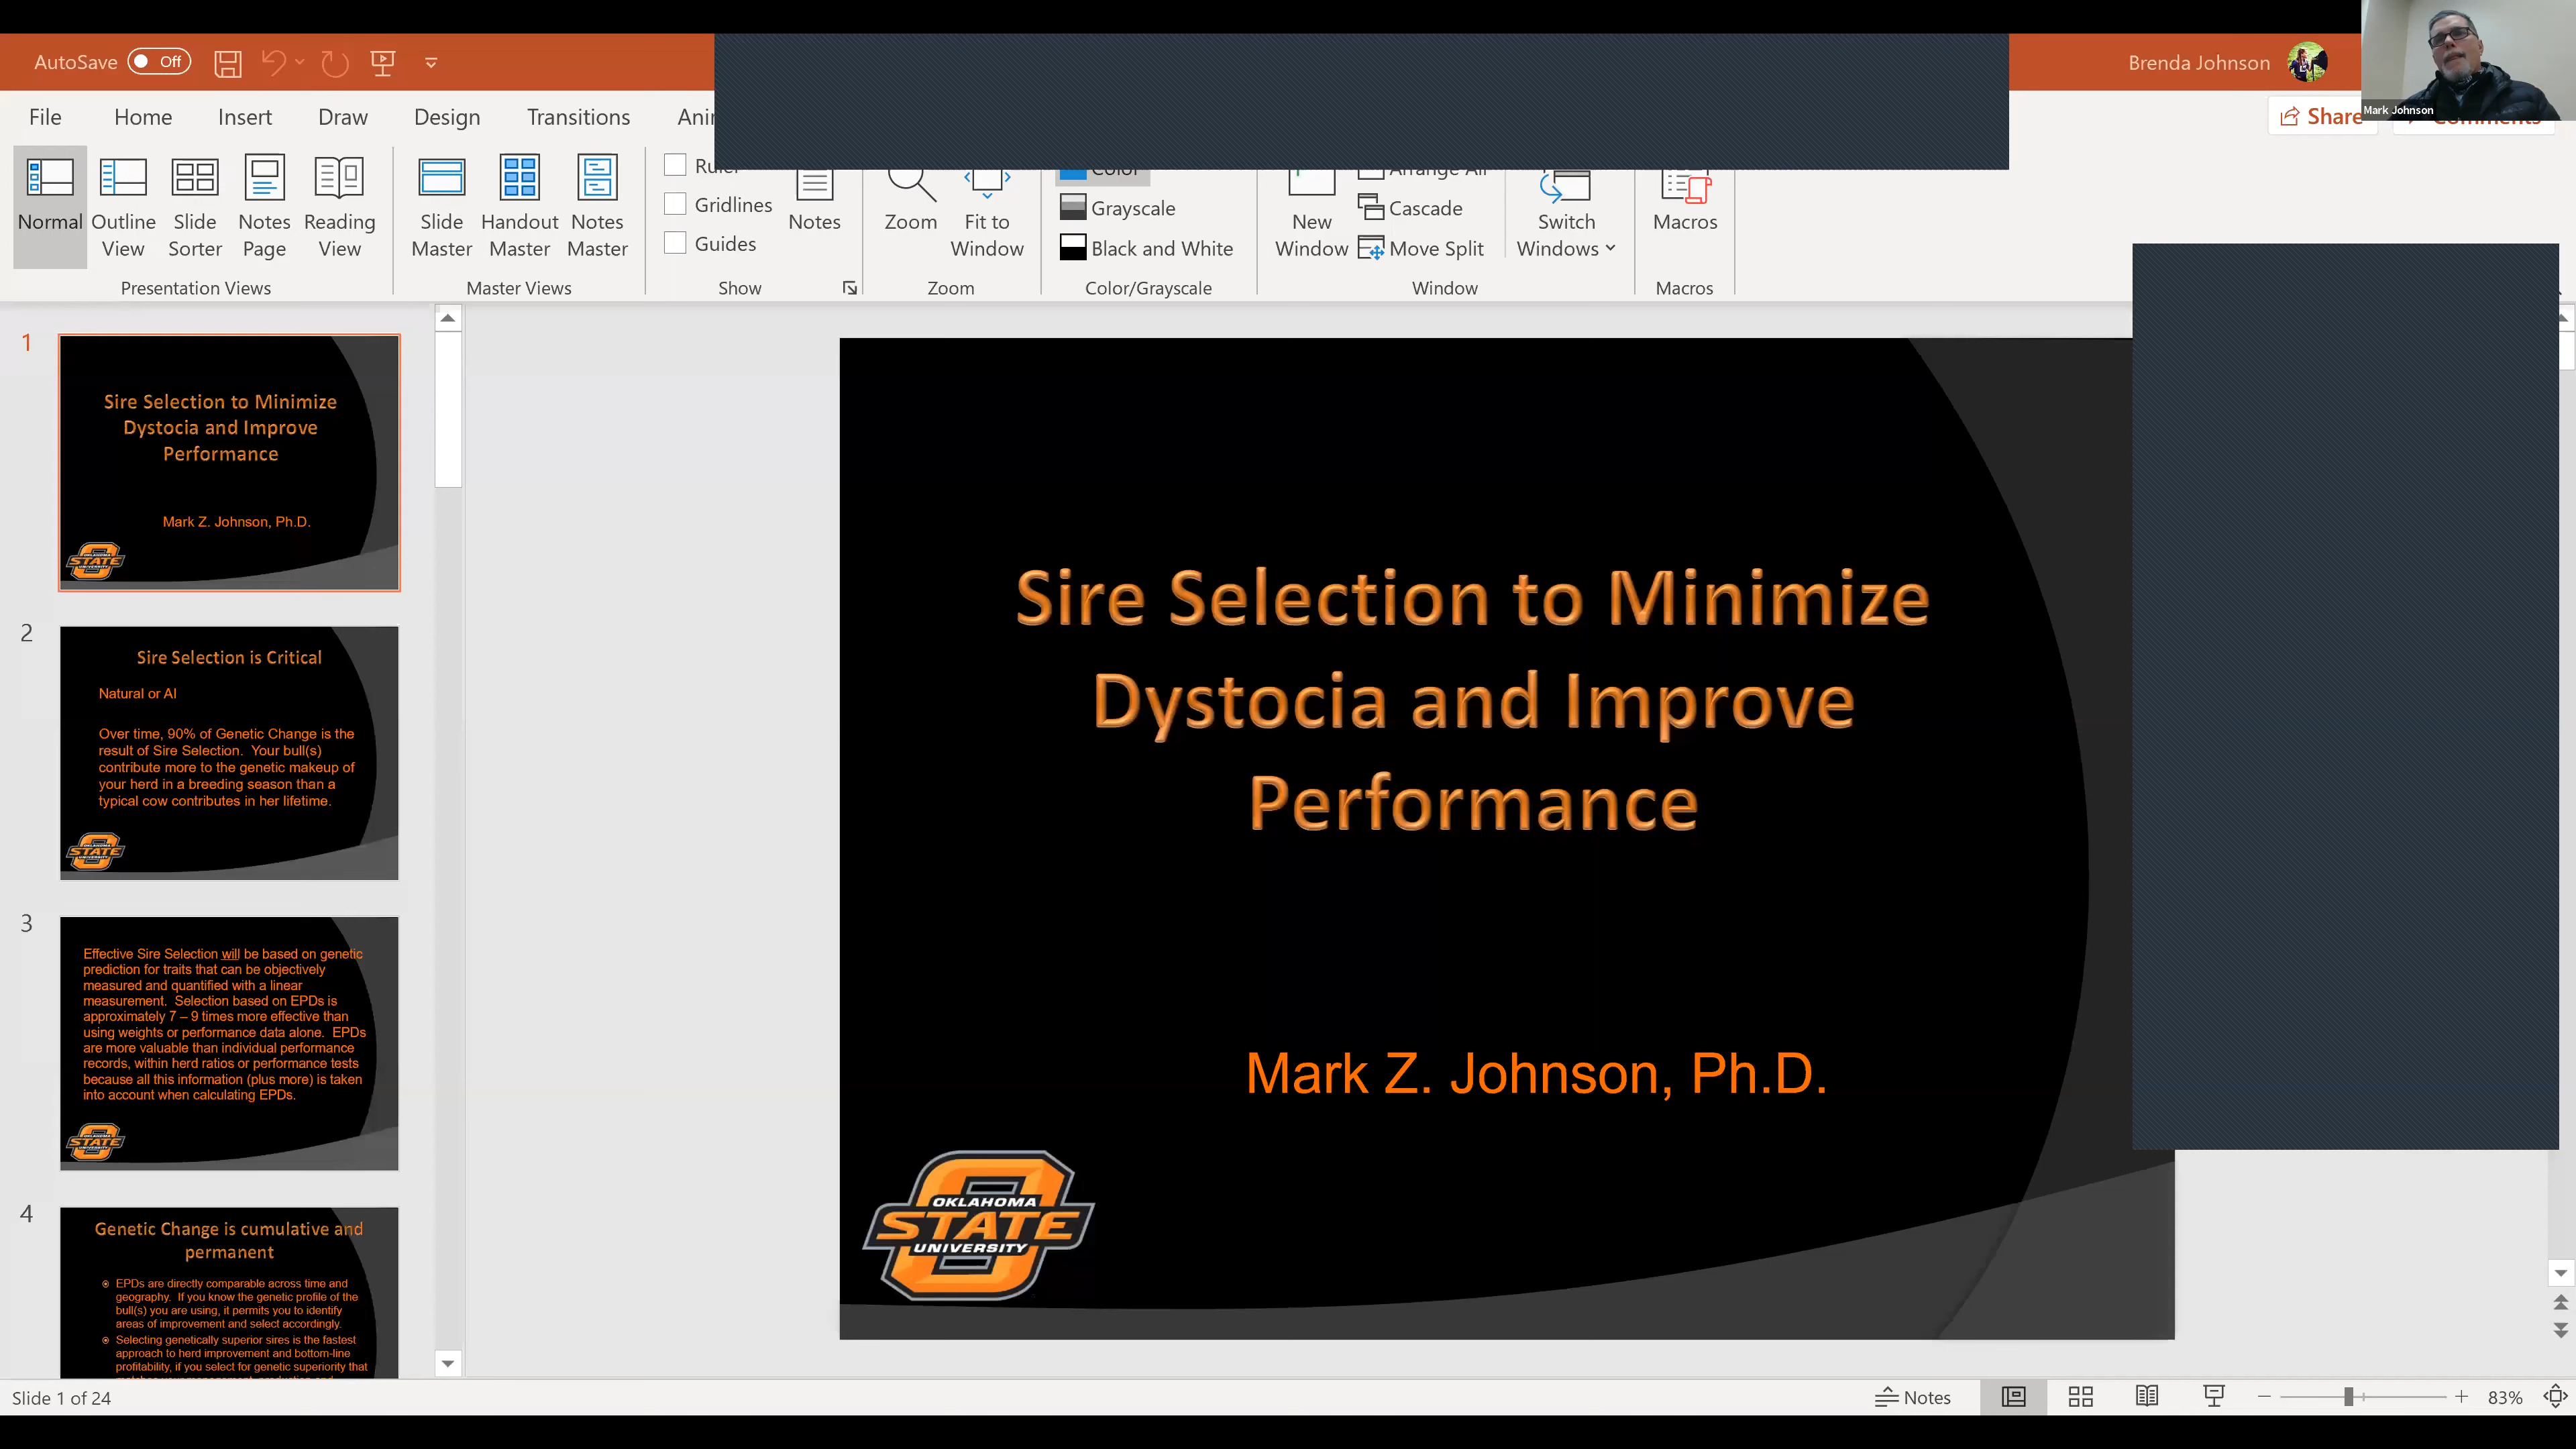 AutoSave Off
Brenda Johnson
Mark Johnson
File Home Insert Draw Design Transitions
Share
Normal
Outline View
Slide Sorter
Notes Page
Reading View
Presentation Views
Slide Master
Handout Master
Notes Master
Master Views
Ruler
Gridlines
Guides
Notes
Show
Zoom
Fit to Window
Zoom
Color
Grayscale
Black and White
Color/Grayscale
New Window
Arrange All
Cascade
Move Split
Switch Windows
Window
Macros
Macros
1
Sire Selection to Minimize
Dystocia and Improve
Performance
Mark Z. Johnson, Ph.D.
OKLAHOMA
STATE
UNIVERSITY
2
Sire Selection is Critical
Natural or AI
Over time, 90% of Genetic Change is the
result of Sire Selection. Your bull(s)
contribute more to the genetic makeup of
your herd in a breeding season than a
typical cow contributes in her lifetime.
OKLAHOMA
STATE
UNIVERSITY
3
Effective Sire Selection will be based on genetic
prediction for traits that can be objectively
measured and quantified with a linear
measurement. Selection based on EPDs is
approximately 7 – 9 times more effective than
using weights or performance data alone. EPDs
are more valuable than individual performance
records, within herd ratios or performance tests
because all this information (plus more) is taken
into account when calculating EPDs.
OKLAHOMA
STATE
UNIVERSITY
4
Genetic Change is cumulative and
permanent
EPDs are directly comparable across time and
geography. If you know the genetic profile of the
bull(s) you are using, it permits you to identify
areas of improvement and select accordingly.
Selecting genetically superior sires is the fastest
approach to herd improvement and bottom-line
profitability, if you select for genetic superiority that
Sire Selection to Minimize
Dystocia and Improve
Performance
Mark Z. Johnson, Ph.D.
OKLAHOMA
STATE
UNIVERSITY
Slide 1 of 24
Notes
83%